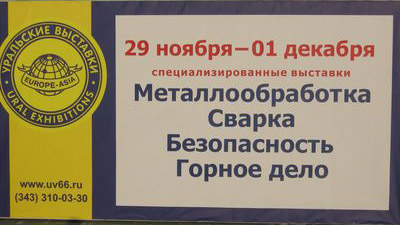 УРАЛЬСКИЕ ВЫСТАВКИ
EUROPE-ASIA
URAL EXHIBITIONS
www.uv66.ru
(343) 310-03-30
29 ноября—01 декабря
специализированные выставки
Металлообработка
Сварка
Безопасность
Горное дело